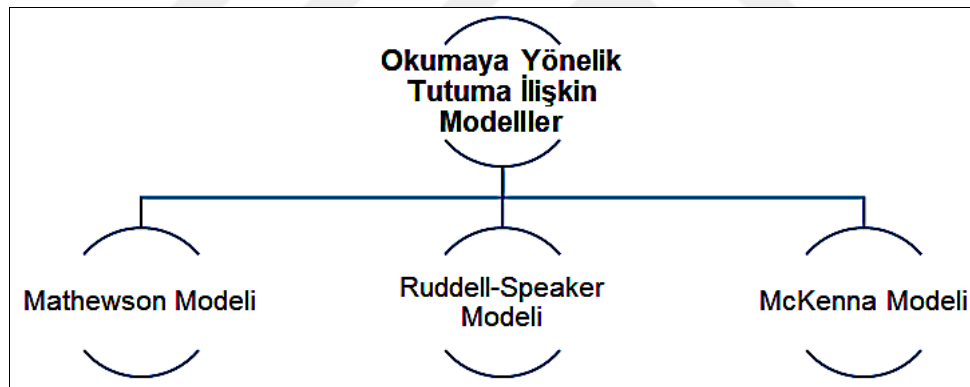 Okumaya Yönelik
Tutuma İlişkin
Modelller
Mathewson Modeli
Ruddell-Speaker
Modeli
McKenna Modeli